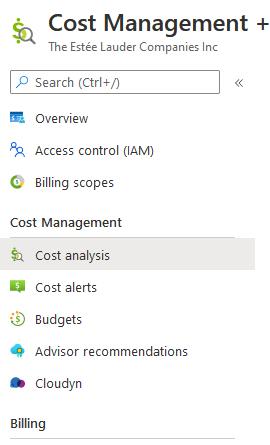 Cost Management +
The Estée Lauder Companies Inc
Search (Ctrl+/)
«
Overview
Access control (IAM)
Billing scopes
Cost Management
Cost analysis
Cost alerts
Budgets
Advisor recommendations
Cloudyn
Billing